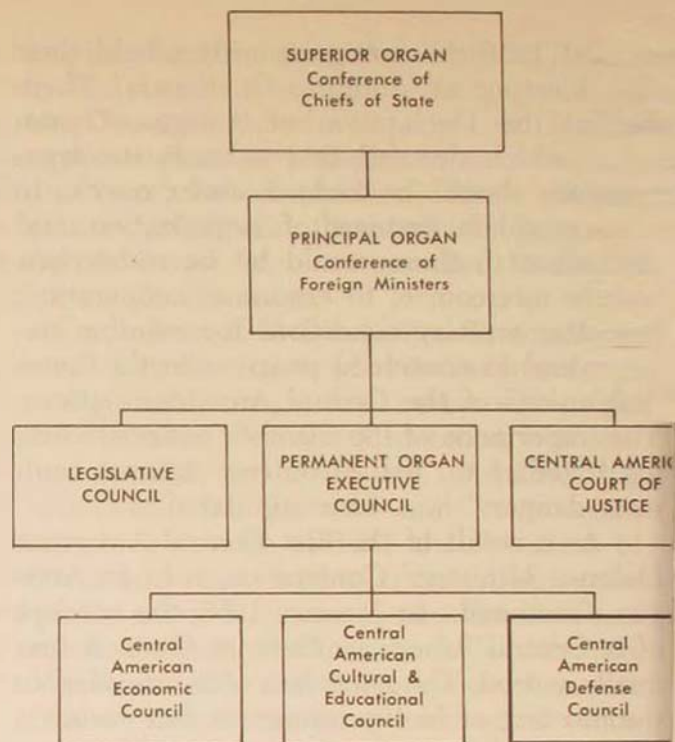 SUPERIOR ORGAN
Conference of
Chiefs of State
PRINCIPAL ORGAN
Conference of
Foreign Ministers
LEGISLATIVE
COUNCIL
PERMANENT ORGAN
EXECUTIVE
COUNCIL
CENTRAL AMERIC
COURT OF
JUSTICE
Central
American
Economic
Council
Central
American
Cultural &
Educational
Council
Central
American
Defense
Council